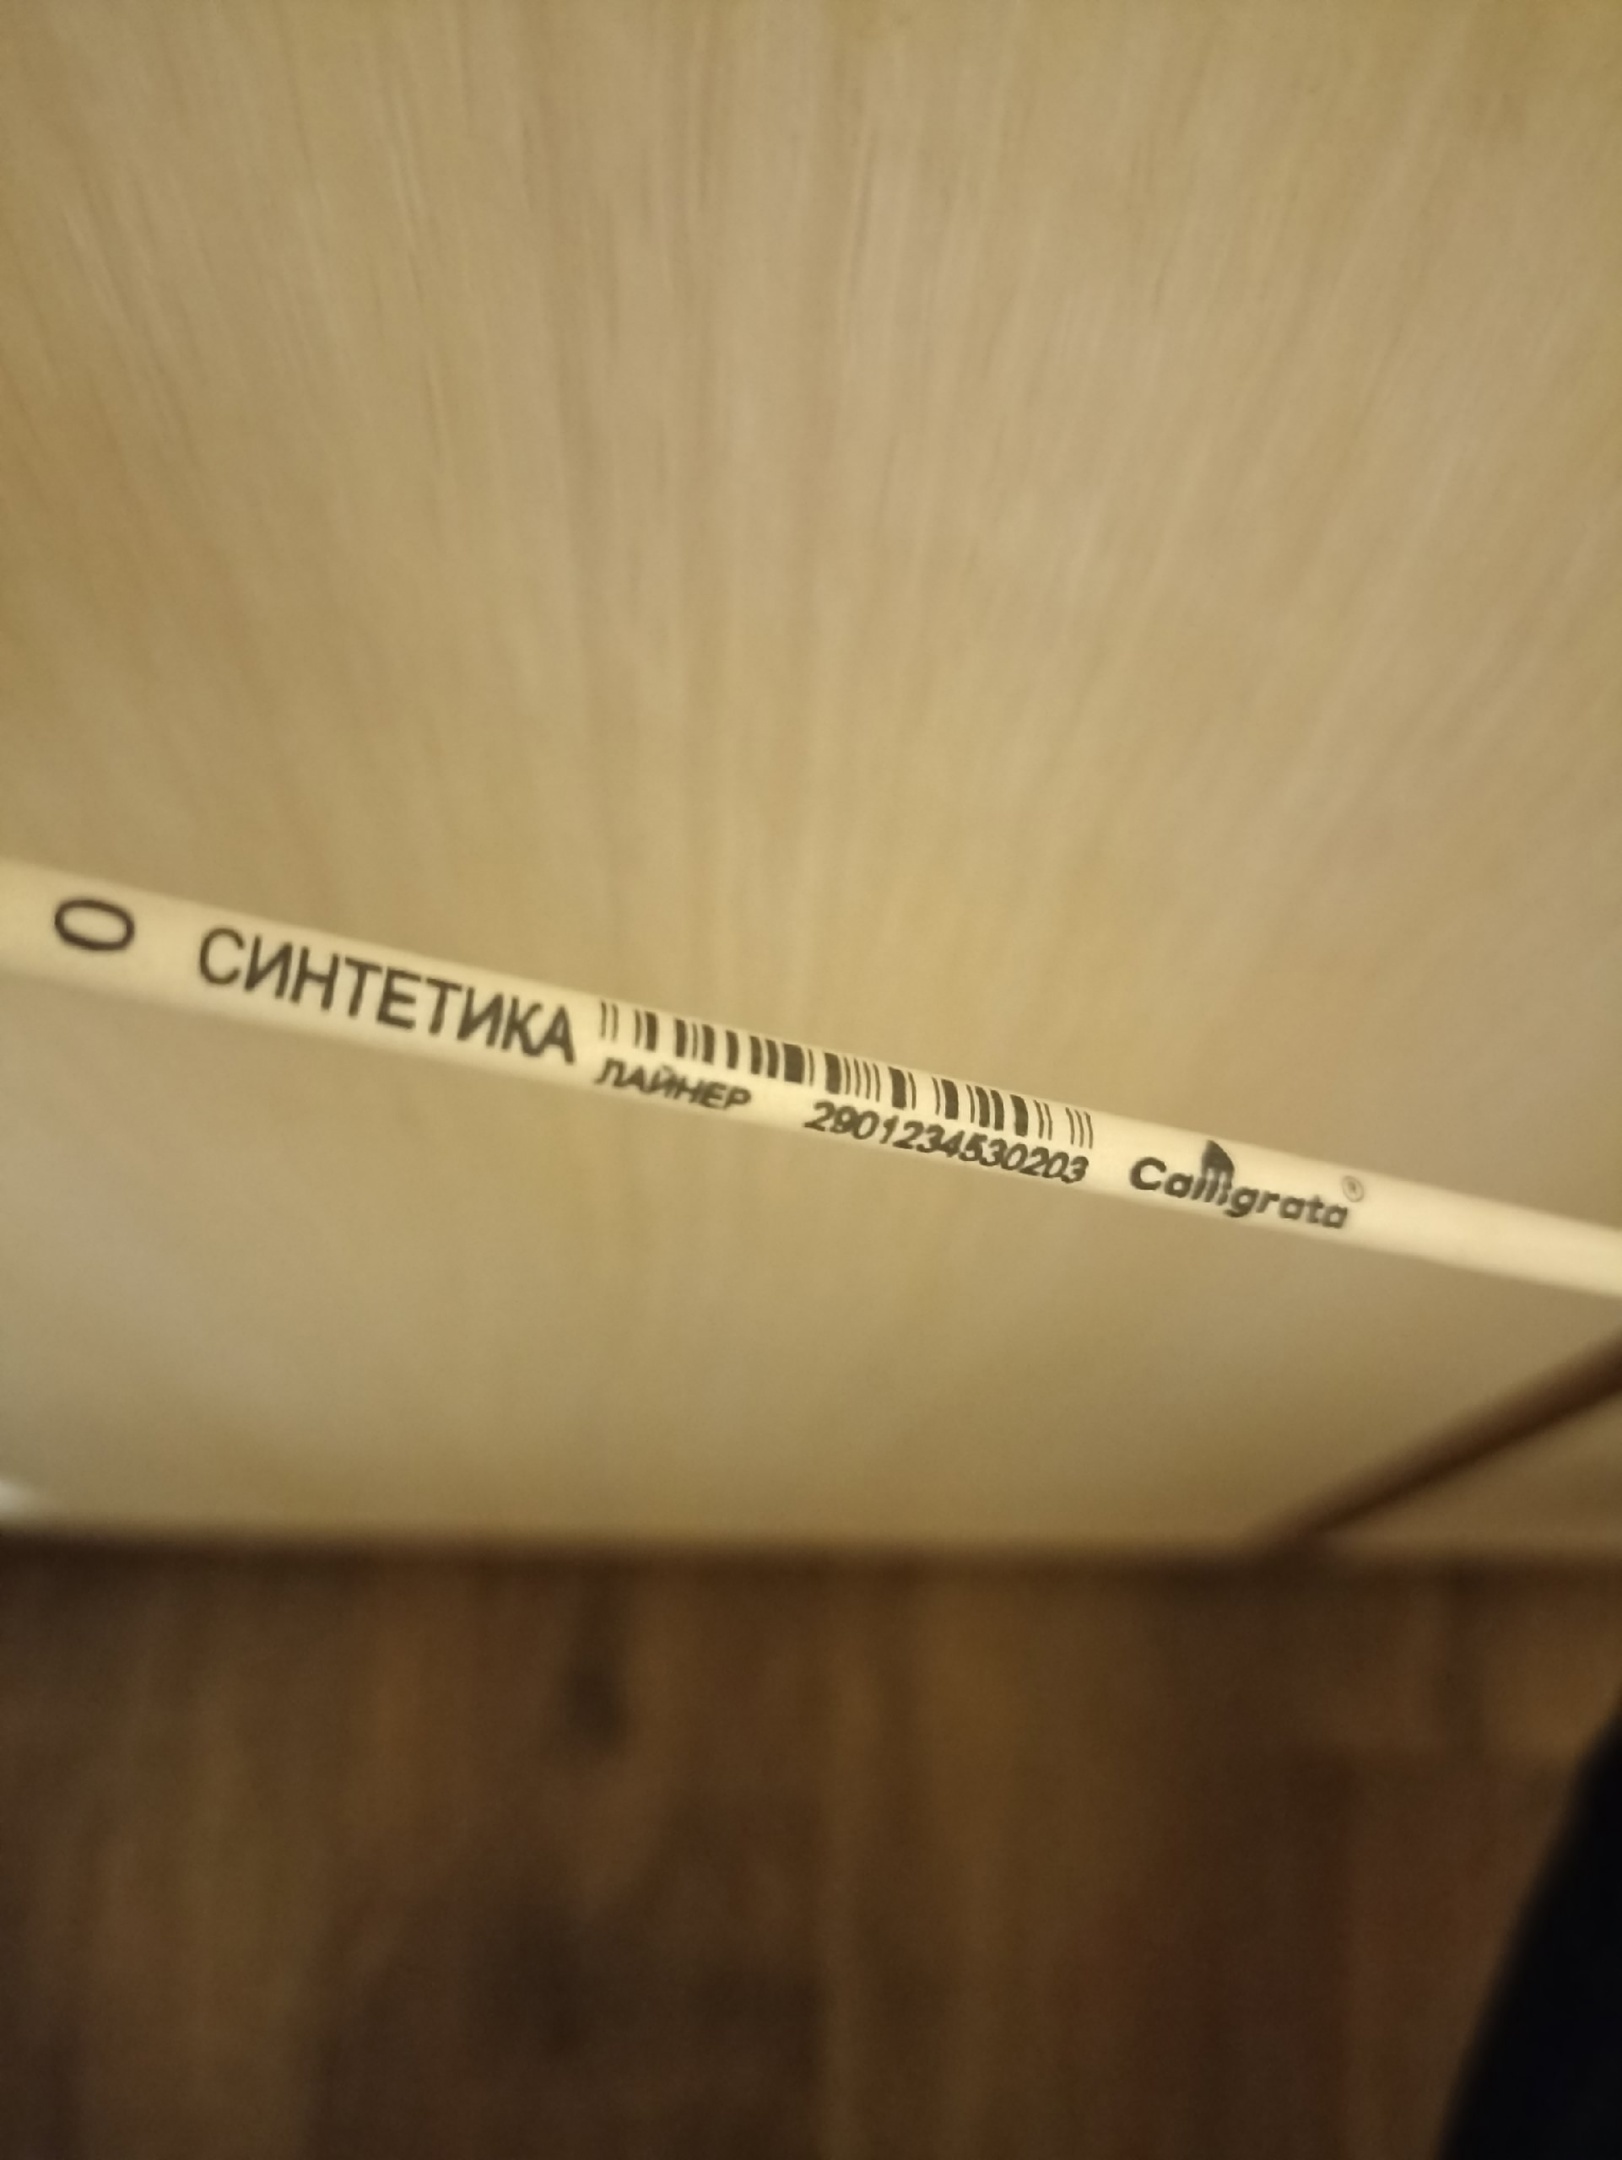 0 СИНТЕТИКА
ЛАЙНЕР 2901234530203
Calligrata ®